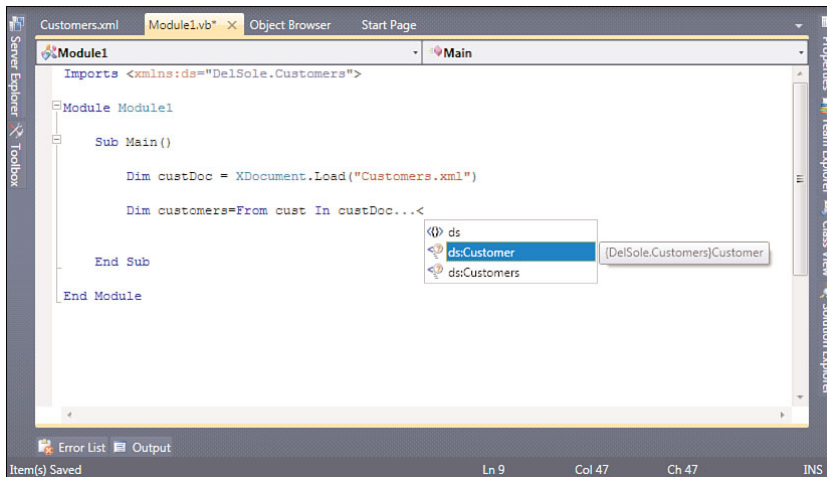 Customers.xml Module1.vb* Object Browser Start Page
Module1 Main
Server Explorer
Toolbox
Imports <xmlns:ds="DelSole.Customers">
Module Module1
Sub Main()
Dim custDoc = XDocument.Load("Customers.xml")
Dim customers=From cust In custDoc...<
ds
ds:Customer {DelSole.Customers}Customer
ds:Customers
End Sub
End Module
Properties
Team Explorer
Class View
Solution Explorer
Error List Output
Item(s) Saved Ln 9 Col 47 Ch 47 INS